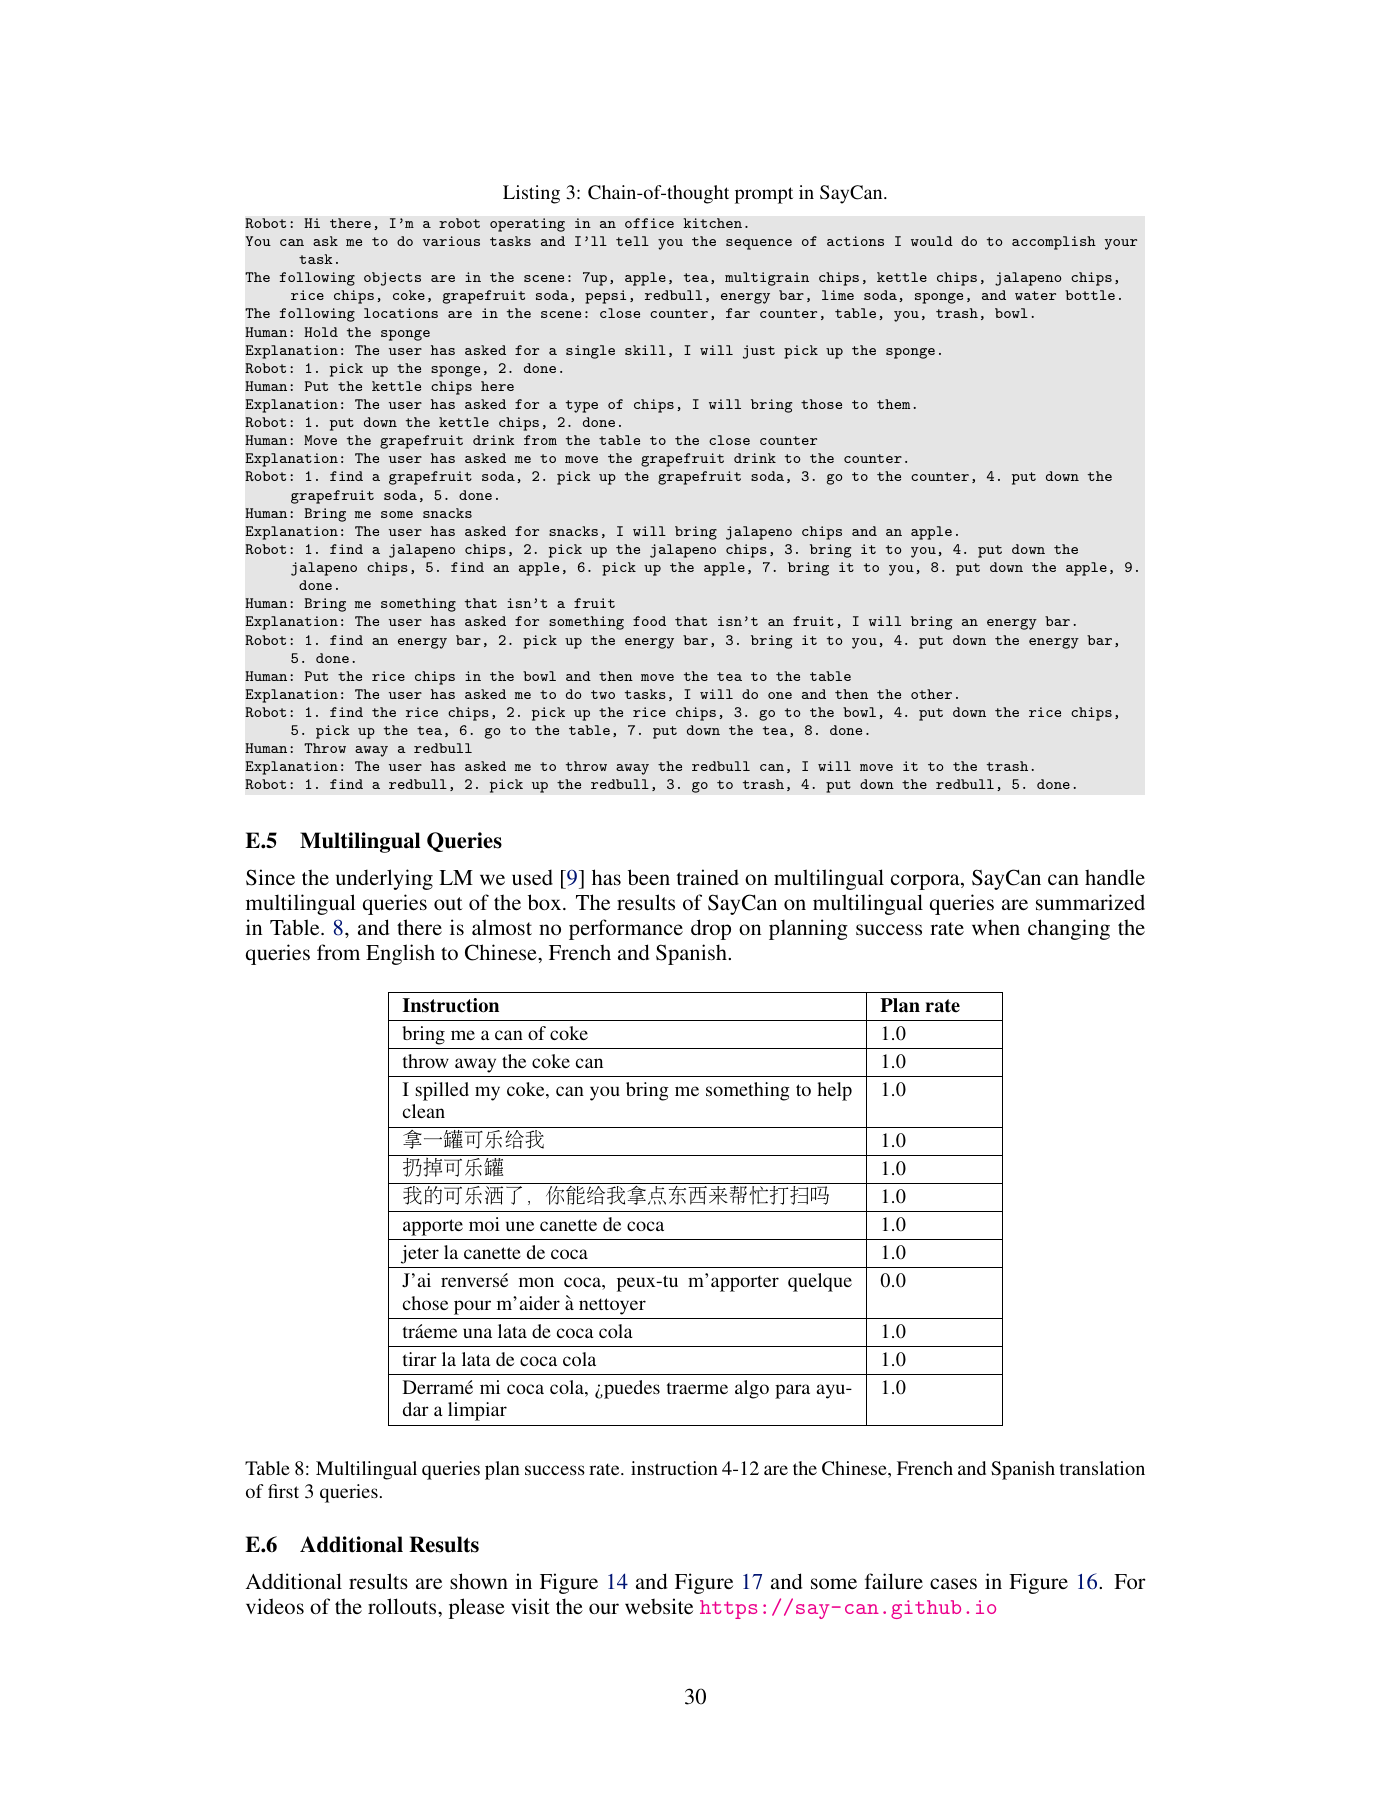 Listing 3: Chain-of-thought prompt in SayCan.
Robot: Hi there, I'm a robot operating in an office kitchen.
You can ask me to do various tasks and I'll tell you the sequence of actions I would do to accomplish your
task.
The following objects are in the scene: 7up, apple, tea, multigrain chips, kettle chips, jalapeno chips,
rice chips, coke, grapefruit soda, pepsi, redbull, energy bar, lime soda, sponge, and water bottle.
The following locations are in the scene: close counter, far counter, table, you, trash, bowl.
Human: Hold the sponge
Explanation: The user has asked for a single skill, I will just pick up the sponge.
Robot: 1. pick up the sponge, 2. done.
Human: Put the kettle chips here
Explanation: The user has asked for a type of chips, I will bring those to them.
Robot: 1. put down the kettle chips, 2. done.
Human: Move the grapefruit drink from the table to the close counter
Explanation: The user has asked me to move the grapefruit drink to the counter.
Robot: 1. find a grapefruit soda, 2. pick up the grapefruit soda, 3. go to the counter, 4. put down the
grapefruit soda, 5. done.
Human: Bring me some snacks
Explanation: The user has asked for snacks, I will bring jalapeno chips and an apple.
Robot: 1. find a jalapeno chips, 2. pick up the jalapeno chips, 3. bring it to you, 4. put down the
jalapeno chips, 5. find an apple, 6. pick up the apple, 7. bring it to you, 8. put down the apple, 9.
done.
Human: Bring me something that isn't a fruit
Explanation: The user has asked for something food that isn't an fruit, I will bring an energy bar.
Robot: 1. find an energy bar, 2. pick up the energy bar, 3. bring it to you, 4. put down the energy bar,
5. done.
Human: Put the rice chips in the bowl and then move the tea to the table
Explanation: The user has asked me to do two tasks, I will do one and then the other.
Robot: 1. find the rice chips, 2. pick up the rice chips, 3. go to the bowl, 4. put down the rice chips,
5. pick up the tea, 6. go to the table, 7. put down the tea, 8. done.
Human: Throw away a redbull
Explanation: The user has asked me to throw away the redbull can, I will move it to the trash.
Robot: 1. find a redbull, 2. pick up the redbull, 3. go to trash, 4. put down the redbull, 5. done.
E.5 Multilingual Queries
Since the underlying LM we used [9] has been trained on multilingual corpora, SayCan can handle
multilingual queries out of the box. The results of SayCan on multilingual queries are summarized
in Table. 8, and there is almost no performance drop on planning success rate when changing the
queries from English to Chinese, French and Spanish.
Instruction Plan rate
bring me a can of coke 1.0
throw away the coke can 1.0
I spilled my coke, can you bring me something to help 1.0
clean
拿一罐可乐给我 1.0
扔掉可乐罐 1.0
我的可乐洒了，你能给我拿点东西来帮忙打扫吗 1.0
apporte moi une canette de coca 1.0
jeter la canette de coca 1.0
J'ai renversé mon coca, peux-tu m'apporter quelque 0.0
chose pour m'aider à nettoyer
tráeme una lata de coca cola 1.0
tirar la lata de coca cola 1.0
Derramé mi coca cola, ¿puedes traerme algo para ayu- 1.0
dar a limpiar
Table 8: Multilingual queries plan success rate. instruction 4-12 are the Chinese, French and Spanish translation
of first 3 queries.
E.6 Additional Results
Additional results are shown in Figure 14 and Figure 17 and some failure cases in Figure 16. For
videos of the rollouts, please visit the our website https://say-can.github.io
30